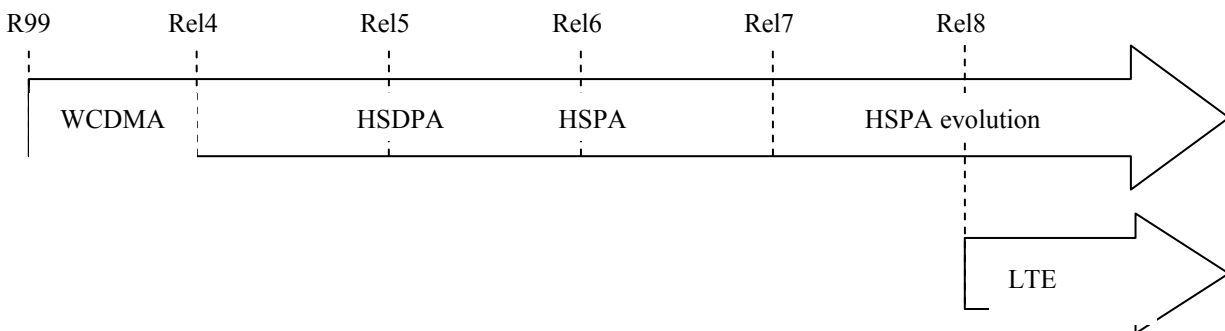 R99 Rel4 Rel5 Rel6 Rel7 Rel8
WCDMA HSDPA HSPA HSPA evolution
LTE